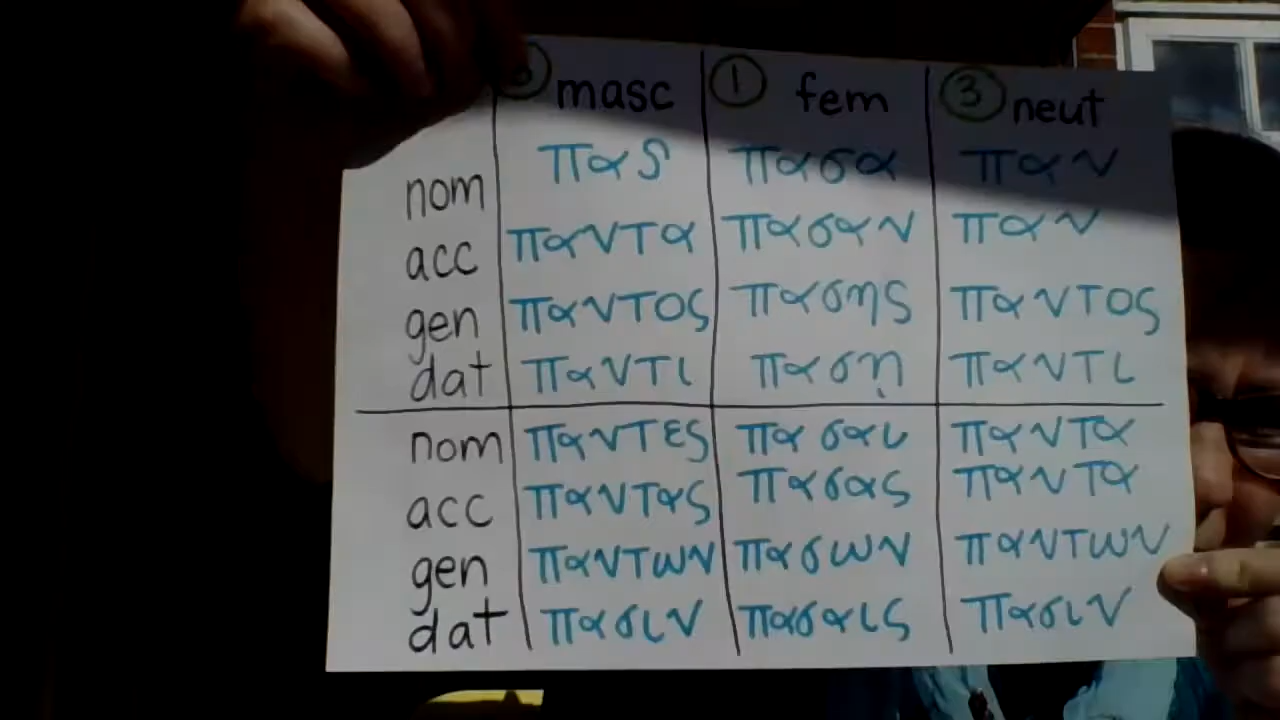 3 masc 1 fem 3 neut
nom πας πασα παν
acc παντα πασαν παν
gen παντος πασης παντος
dat παντι πασῃ παντι
nom παντες πασαι παντα
acc παντας πασας παντα
gen παντων πασων παντων
dat πασιν πασαις πασιν